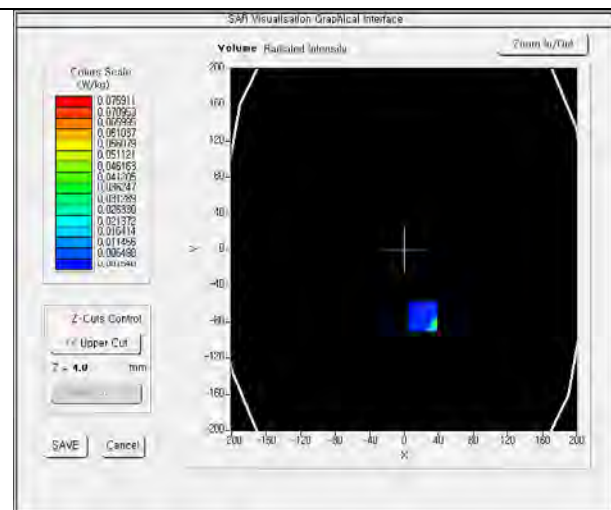 SAR Visualisation Graphical Interface
Volume Radiated Intensity
Zoom In/Out
Colors Scale
(W/kg)
0.075911
0.070953
0.065995
0.061037
0.056079
0.051121
0.046163
0.041205
0.036247
0.031289
0.026330
0.021372
0.016414
0.011456
0.006498
200
160
120
80
40
Y
0
-40
-80
-120
-160
-200
-200 -160 -120 -80 -40 0 40 80 120 160 200
X
Z-Cuts Control
<< Upper Cut
Z = 4.0 mm
SAVE
Cancel